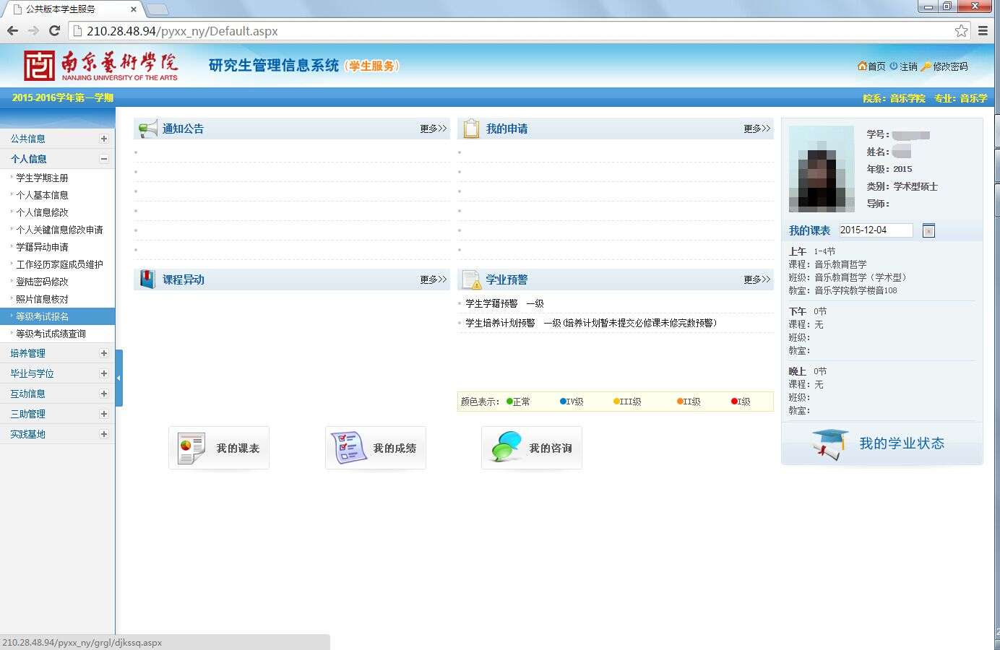 公共版本学生服务
210.28.48.94/pyxx_ny/Default.aspx
南京藝術學院
NANJING UNIVERSITY OF THE ARTS
研究生管理信息系统（学生服务）
首页 注销 修改密码
2015-2016学年第一学期
院系：音乐学院 专业：音乐学
公共信息
个人信息
学生学期注册
个人基本信息
个人信息修改
个人关键信息修改申请
学籍异动申请
工作经历家庭成员维护
登陆密码修改
照片信息核对
等级考试报名
等级考试成绩查询
培养管理
毕业与学位
互动信息
三助管理
实践基地
通知公告 更多>>
我的申请 更多>>
课程异动 更多>>
学业预警 更多>>
学生学籍预警 一级
学生培养计划预警 一级(培养计划暂未提交必修课未修完数预警)
颜色表示： 正常 IV级 III级 II级 I级
我的课表
我的成绩
我的咨询
学号：
姓名：
年级：2015
类别：学术型硕士
导师：
我的课表 2015-12-04
上午 1-4节
课程：音乐教育哲学
班级：音乐教育哲学（学术型）
教室：音乐学院教学楼音108
下午 0节
课程：无
班级：
教室：
晚上 0节
课程：无
班级：
教室：
我的学业状态
210.28.48.94/pyxx_ny/grgl/djkssq.aspx